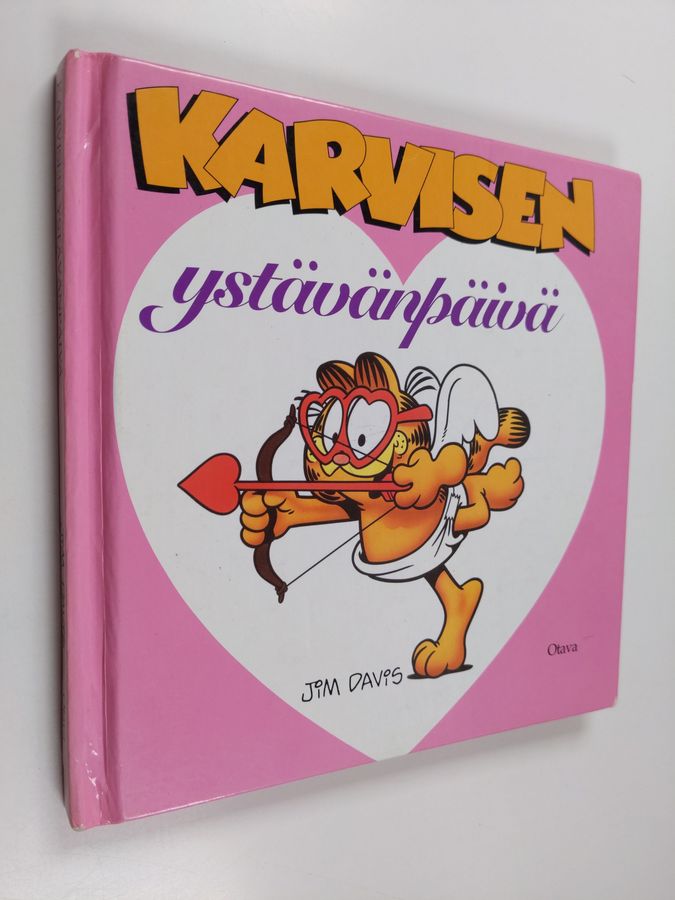 KARVISEN
ystävänpäivä
JIM DAVIS
Otava